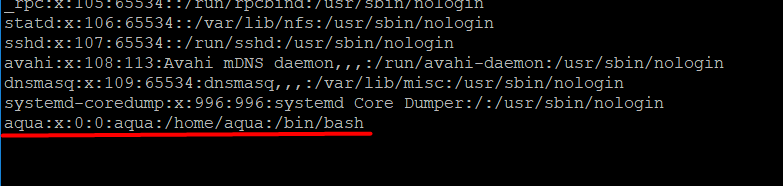 _rpc:x:105:65534::/run/rpcbind:/usr/sbin/nologin
statd:x:106:65534::/var/lib/nfs:/usr/sbin/nologin
sshd:x:107:65534::/run/sshd:/usr/sbin/nologin
avahi:x:108:113:Avahi mDNS daemon,,,:/run/avahi-daemon:/usr/sbin/nologin
dnsmasq:x:109:65534:dnsmasq,,,:/var/lib/misc:/usr/sbin/nologin
systemd-coredump:x:996:996:systemd Core Dumper:/:/usr/sbin/nologin
aqua:x:0:0:aqua:/home/aqua:/bin/bash